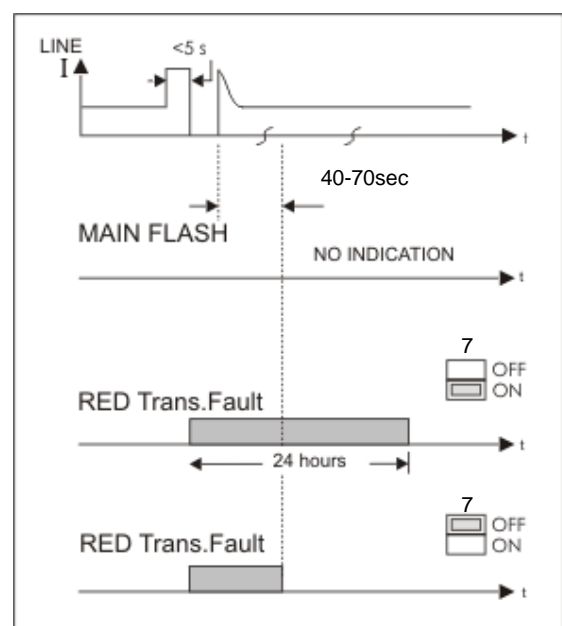 LINE
<5 s
I
t
40-70sec
MAIN FLASH
NO INDICATION
t
7
OFF
ON
RED Trans.Fault
24 hours
t
7
OFF
ON
RED Trans.Fault
t